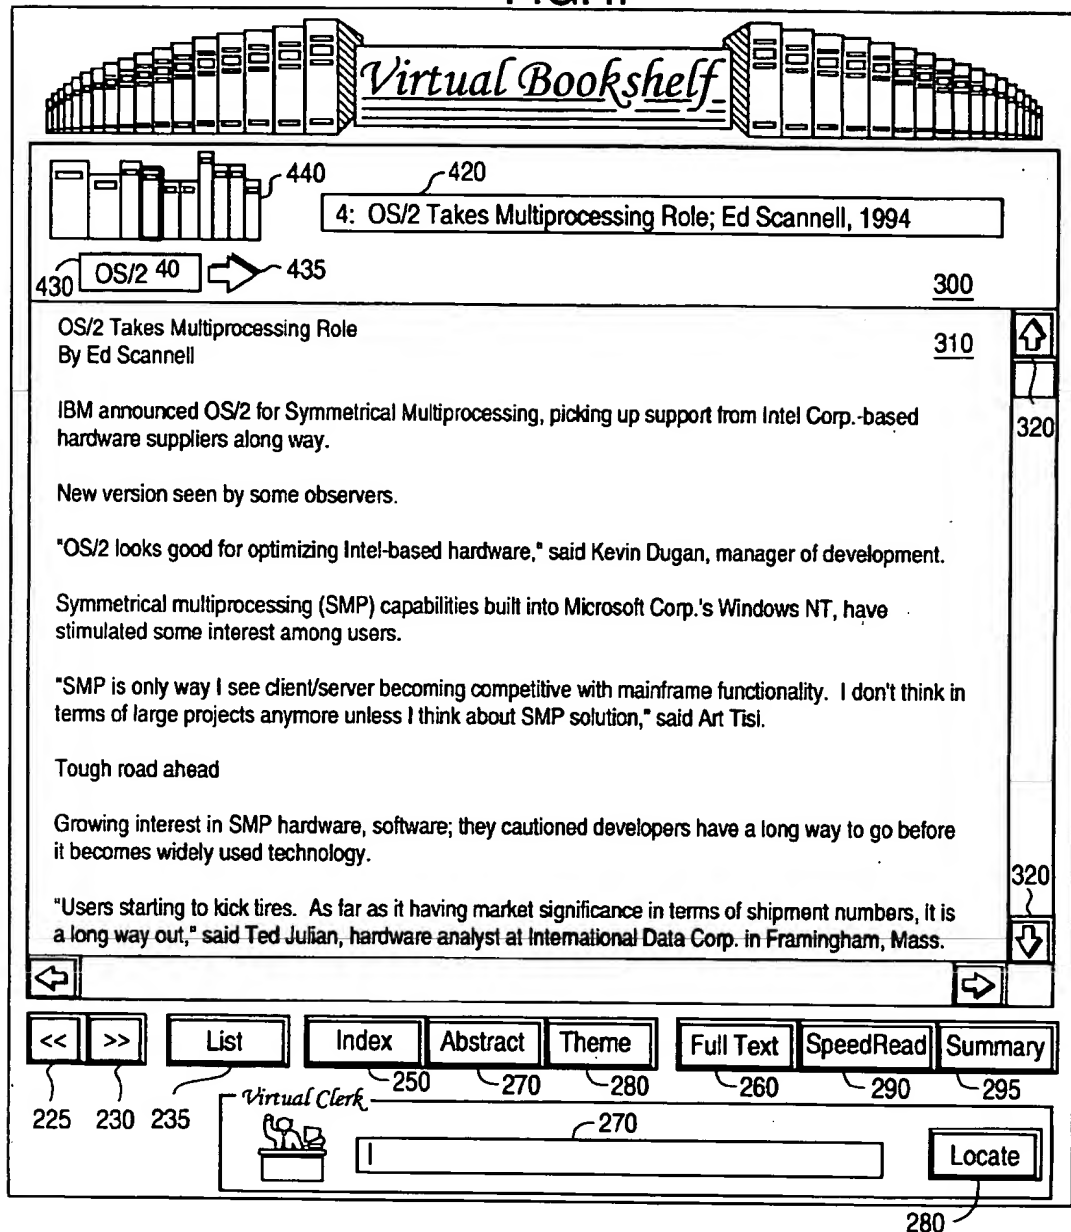 Virtual Bookshelf
440
420
4: OS/2 Takes Multiprocessing Role; Ed Scannell, 1994
430
OS/2 40
435
300
OS/2 Takes Multiprocessing Role
310
By Ed Scannell
IBM announced OS/2 for Symmetrical Multiprocessing, picking up support from Intel Corp.-based
hardware suppliers along way.
320
New version seen by some observers.
"OS/2 looks good for optimizing Intel-based hardware," said Kevin Dugan, manager of development.
Symmetrical multiprocessing (SMP) capabilities built into Microsoft Corp.'s Windows NT, have
stimulated some interest among users.
"SMP is only way I see client/server becoming competitive with mainframe functionality. I don't think in
terms of large projects anymore unless I think about SMP solution," said Art Tisi.
Tough road ahead
Growing interest in SMP hardware, software; they cautioned developers have a long way to go before
it becomes widely used technology.
320
"Users starting to kick tires. As far as it having market significance in terms of shipment numbers, it is
a long way out," said Ted Julian, hardware analyst at International Data Corp. in Framingham, Mass.
<< >> List Index Abstract Theme Full Text SpeedRead Summary
225 230 235 250 270 280 260 290 295
Virtual Clerk
270
Locate
280